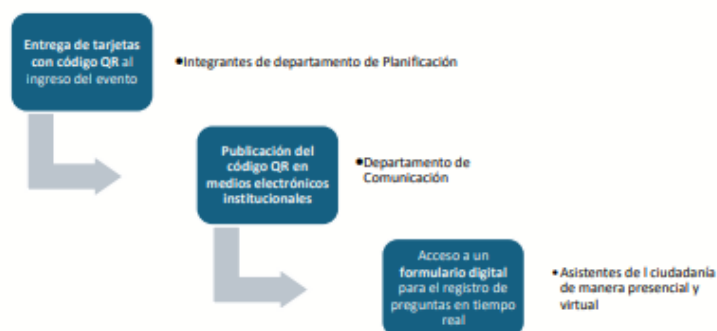 Entrega de tarjetas
con código QR al
ingreso del evento
•Integrantes de departamento de Planificación
Publicación del
código QR en
medios electrónicos
institucionales
•Departamento de
Comunicación
Acceso a un
formulario digital
para el registro de
preguntas en tiempo
real
•Asistentes de l ciudadanía
de manera presencial y
virtual